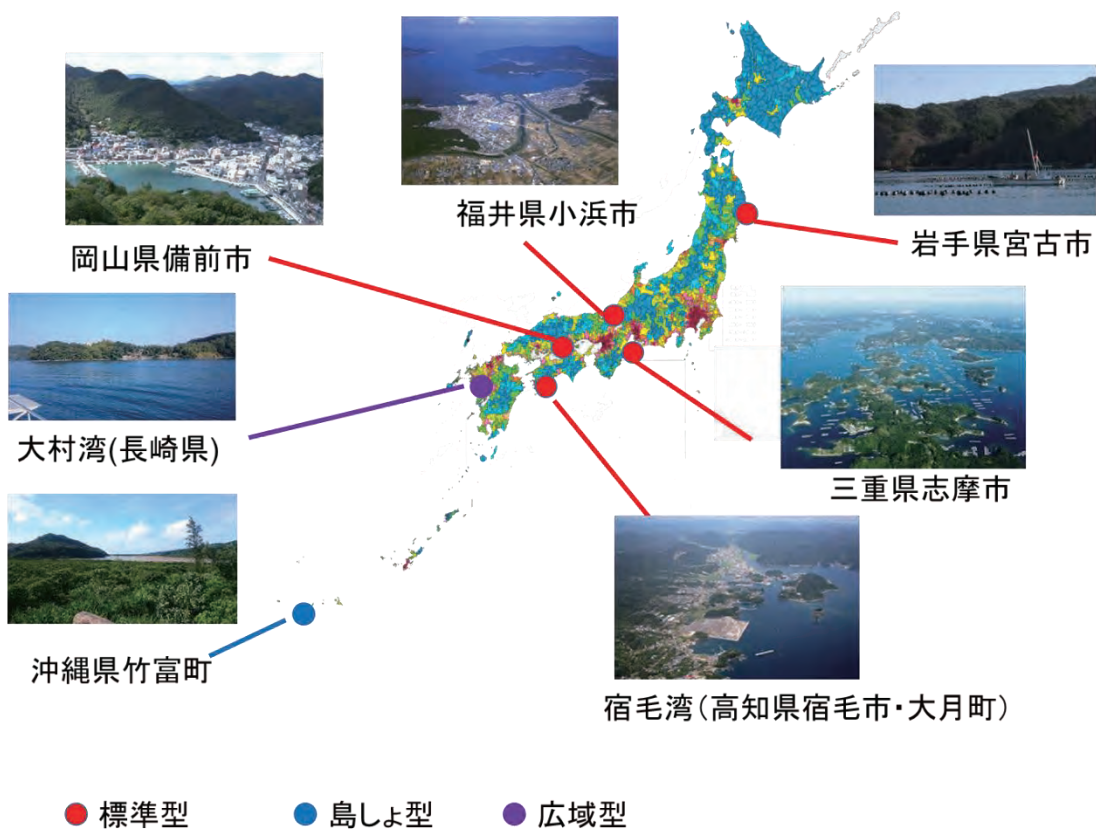 福井県小浜市
岩手県宮古市
岡山県備前市
大村湾(長崎県)
三重県志摩市
沖縄県竹富町
宿毛湾(高知県宿毛市・大月町)
標準型
島しょ型
広域型